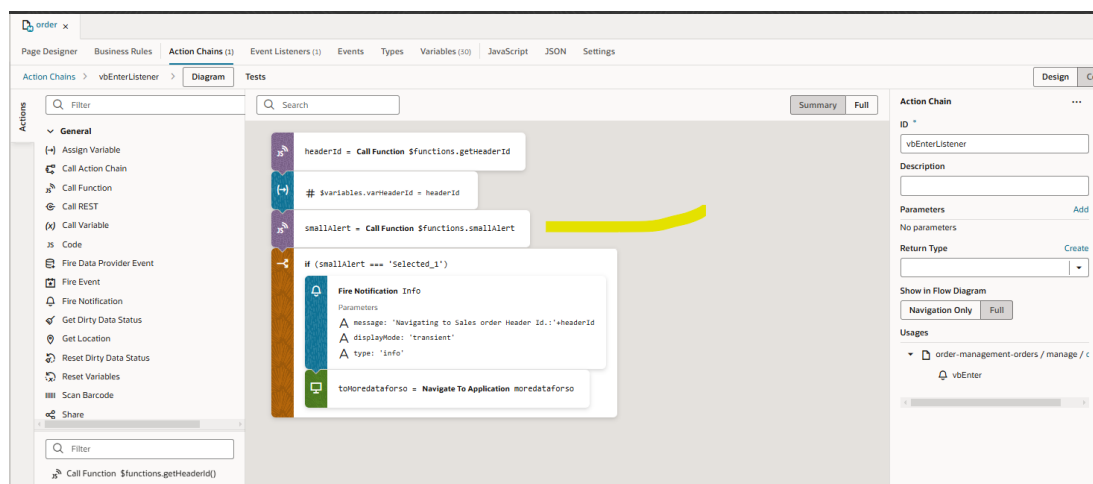 order x
Page Designer Business Rules Action Chains (1) Event Listeners (1) Events Types Variables (30) JavaScript JSON Settings
Action Chains > vbEnterListener > Diagram Tests Design
Actions
Filter
General
(→) Assign Variable
Call Action Chain
JS Call Function
Call REST
(x) Call Variable
JS Code
Fire Data Provider Event
Fire Event
Fire Notification
Get Dirty Data Status
Get Location
Reset Dirty Data Status
Reset Variables
Scan Barcode
Share
Filter
JS Call Function $functions.getHeaderId()
Search
Summary Full
JS headerId = Call Function $functions.getHeaderId
(→) # $variables.varHeaderId = headerId
JS smallAlert = Call Function $functions.smallAlert
if (smallAlert === 'Selected_1')
Fire Notification Info
Parameters
A message: 'Navigating to Sales order Header Id.:'+headerId
A displayMode: 'transient'
A type: 'info'
toMoredataforso = Navigate To Application moredataforso
Action Chain ...
ID *
vbEnterListener
Description
Parameters Add
No parameters
Return Type Create
Show in Flow Diagram
Navigation Only Full
Usages
order-management-orders / manage /
vbEnter